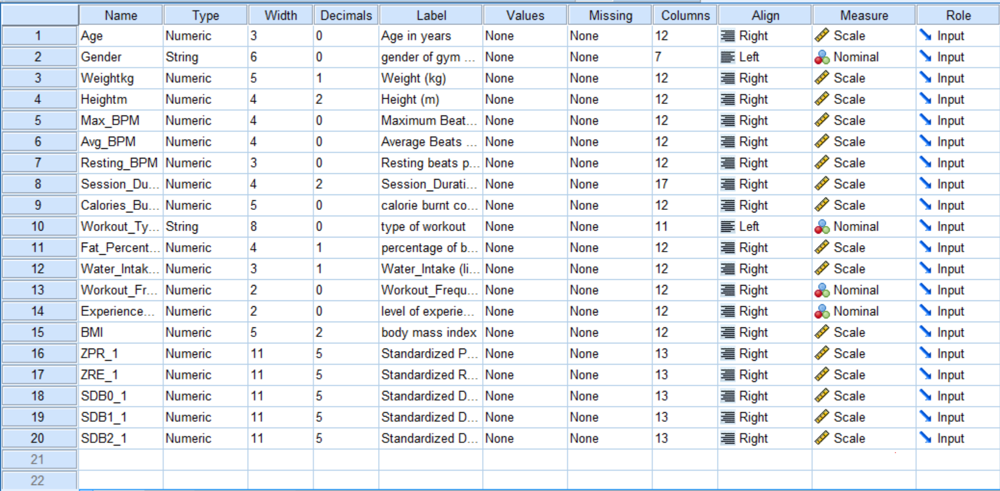 Name Type Width Decimals Label Values Missing Columns Align Measure Role
1 Age Numeric 3 0 Age in years None None 12 Right Scale Input
2 Gender String 6 0 gender of gym ... None None 7 Left Nominal Input
3 Weightkg Numeric 5 1 Weight (kg) None None 12 Right Scale Input
4 Heightm Numeric 4 2 Height (m) None None 12 Right Scale Input
5 Max_BPM Numeric 4 0 Maximum Beat... None None 12 Right Scale Input
6 Avg_BPM Numeric 4 0 Average Beats ... None None 12 Right Scale Input
7 Resting_BPM Numeric 3 0 Resting beats p... None None 12 Right Scale Input
8 Session_Du... Numeric 4 2 Session_Durati... None None 17 Right Scale Input
9 Calories_Bu... Numeric 5 0 calorie burnt co... None None 12 Right Scale Input
10 Workout_Ty... String 8 0 type of workout None None 11 Left Nominal Input
11 Fat_Percent... Numeric 4 1 percentage of b... None None 12 Right Scale Input
12 Water_Intak... Numeric 3 1 Water_Intake (li... None None 12 Right Scale Input
13 Workout_Fr... Numeric 2 0 Workout_Frequ... None None 12 Right Nominal Input
14 Experience... Numeric 2 0 level of experie... None None 12 Right Nominal Input
15 BMI Numeric 5 2 body mass index None None 12 Right Scale Input
16 ZPR_1 Numeric 11 5 Standardized P... None None 13 Right Scale Input
17 ZRE_1 Numeric 11 5 Standardized R... None None 13 Right Scale Input
18 SDB0_1 Numeric 11 5 Standardized D... None None 13 Right Scale Input
19 SDB1_1 Numeric 11 5 Standardized D... None None 13 Right Scale Input
20 SDB2_1 Numeric 11 5 Standardized D... None None 13 Right Scale Input
21
22